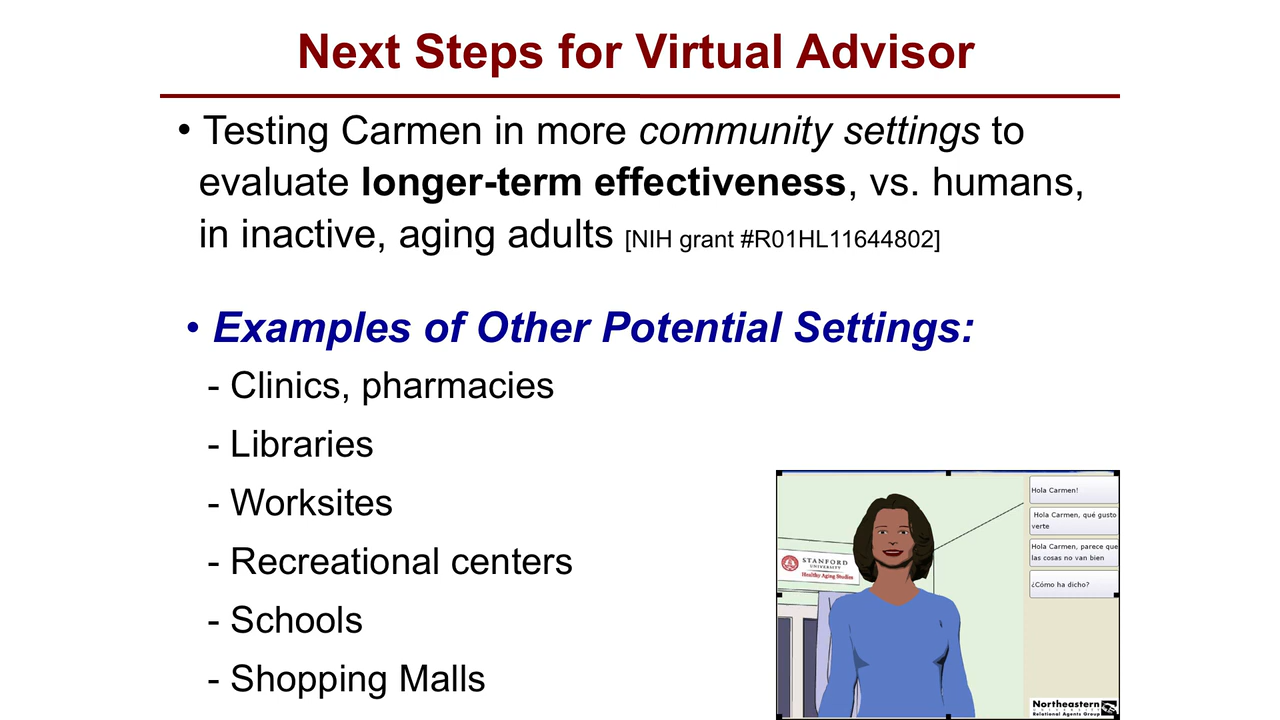 Next Steps for Virtual Advisor
• Testing Carmen in more community settings to
evaluate longer-term effectiveness, vs. humans,
in inactive, aging adults [NIH grant #R01HL11644802]
• Examples of Other Potential Settings:
- Clinics, pharmacies
- Libraries
- Worksites
- Recreational centers
- Schools
- Shopping Malls
Hola Carmen!
Hola Carmen, qué gusto
verte
Hola Carmen, parece que
las cosas no van bien
¿Cómo ha dicho?
STANFORD
UNIVERSITY
Healthy Aging Studies
Northeastern
UNIVERSITY
Relational Agents Group